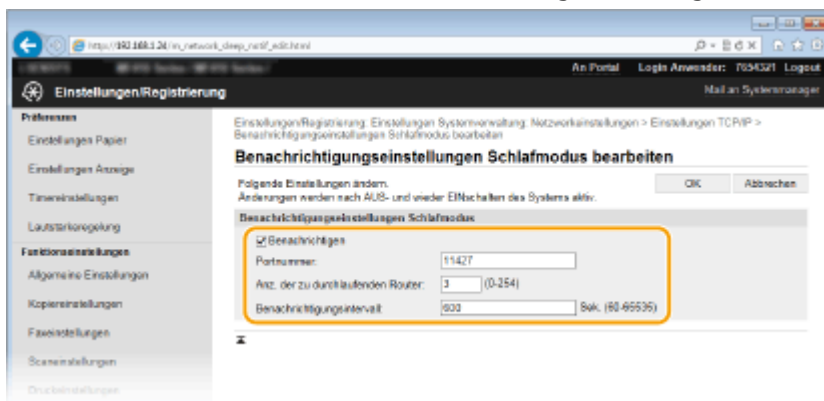 http://192.168.1.24/m_network_sleep_notif_edit.html
An Portal Login Anwender: 7654321 Logout
Einstellungen/Registrierung
Mail an Systemmanager
Präferenzen
Einstellungen Papier
Einstellungen Anzeige
Timereinstellungen
Lautstärkeregelung
Funktionseinstellungen
Allgemeine Einstellungen
Kopiereinstellungen
Faxeinstellungen
Scaneinstellungen
Druckeinstellungen
Einstellungen/Registrierung: Einstellungen Systemverwaltung: Netzwerkeinstellungen > Einstellungen TCP/IP >
Benachrichtigungseinstellungen Schlafmodus bearbeiten
Benachrichtigungseinstellungen Schlafmodus bearbeiten
Folgende Einstellungen ändern.
Änderungen werden nach AUS- und wieder EINschalten des Systems aktiv.
OK Abbrechen
Benachrichtigungseinstellungen Schlafmodus
Benachrichtigen
Portnummer: 11427
Anz. der zu durchlaufenden Router: 3 (0-254)
Benachrichtigungsintervall: 600 Sek. (60-65535)